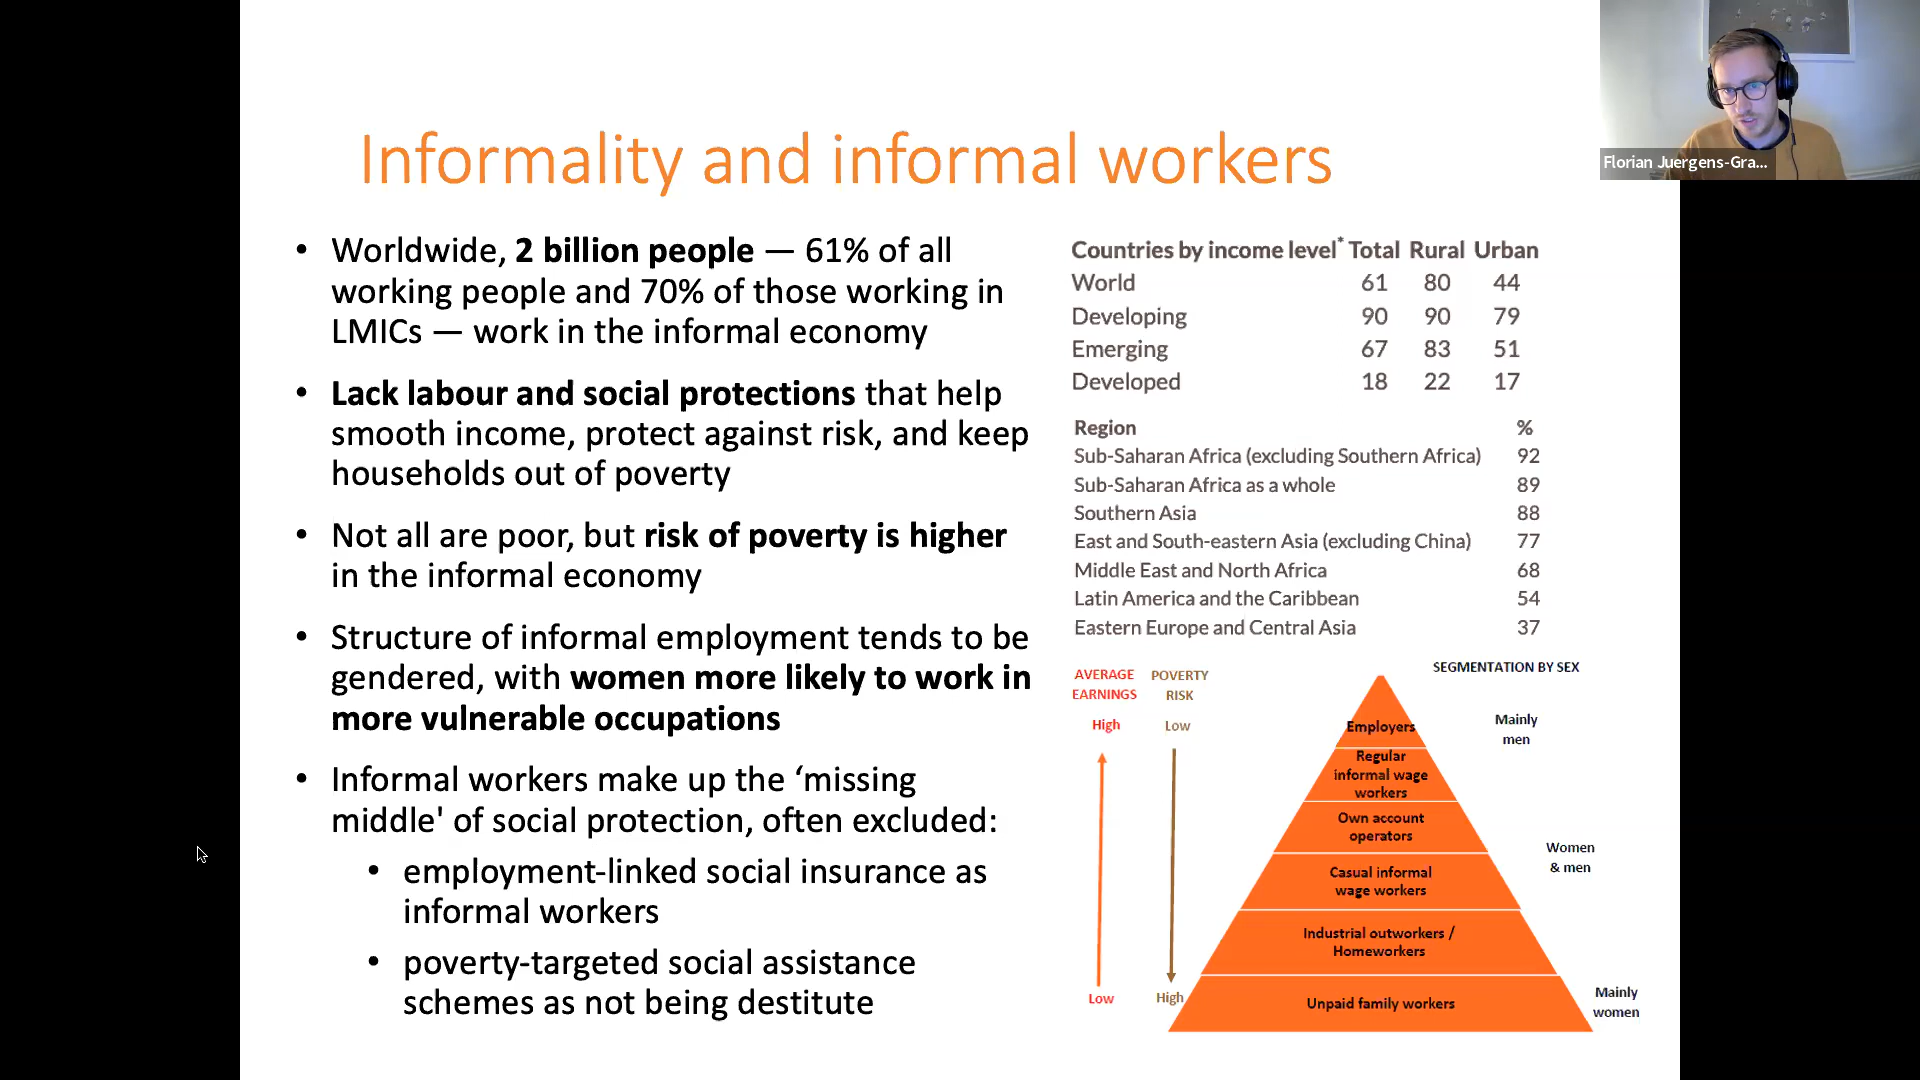 Informality and informal workers
Florian Juergens-Gra...
• Worldwide, 2 billion people — 61% of all
working people and 70% of those working in
LMICs — work in the informal economy
• Lack labour and social protections that help
smooth income, protect against risk, and keep
households out of poverty
• Not all are poor, but risk of poverty is higher
in the informal economy
• Structure of informal employment tends to be
gendered, with women more likely to work in
more vulnerable occupations
• Informal workers make up the ‘missing
middle' of social protection, often excluded:
• employment-linked social insurance as
informal workers
• poverty-targeted social assistance
schemes as not being destitute
Countries by income level* Total Rural Urban
World 61 80 44
Developing 90 90 79
Emerging 67 83 51
Developed 18 22 17
Region %
Sub-Saharan Africa (excluding Southern Africa) 92
Sub-Saharan Africa as a whole 89
Southern Asia 88
East and South-eastern Asia (excluding China) 77
Middle East and North Africa 68
Latin America and the Caribbean 54
Eastern Europe and Central Asia 37
AVERAGE
EARNINGS
High
Low
POVERTY
RISK
Low
High
SEGMENTATION BY SEX
Employers
Regular
informal wage
workers
Own account
operators
Casual informal
wage workers
Industrial outworkers /
Homeworkers
Unpaid family workers
Mainly
men
Women
& men
Mainly
women